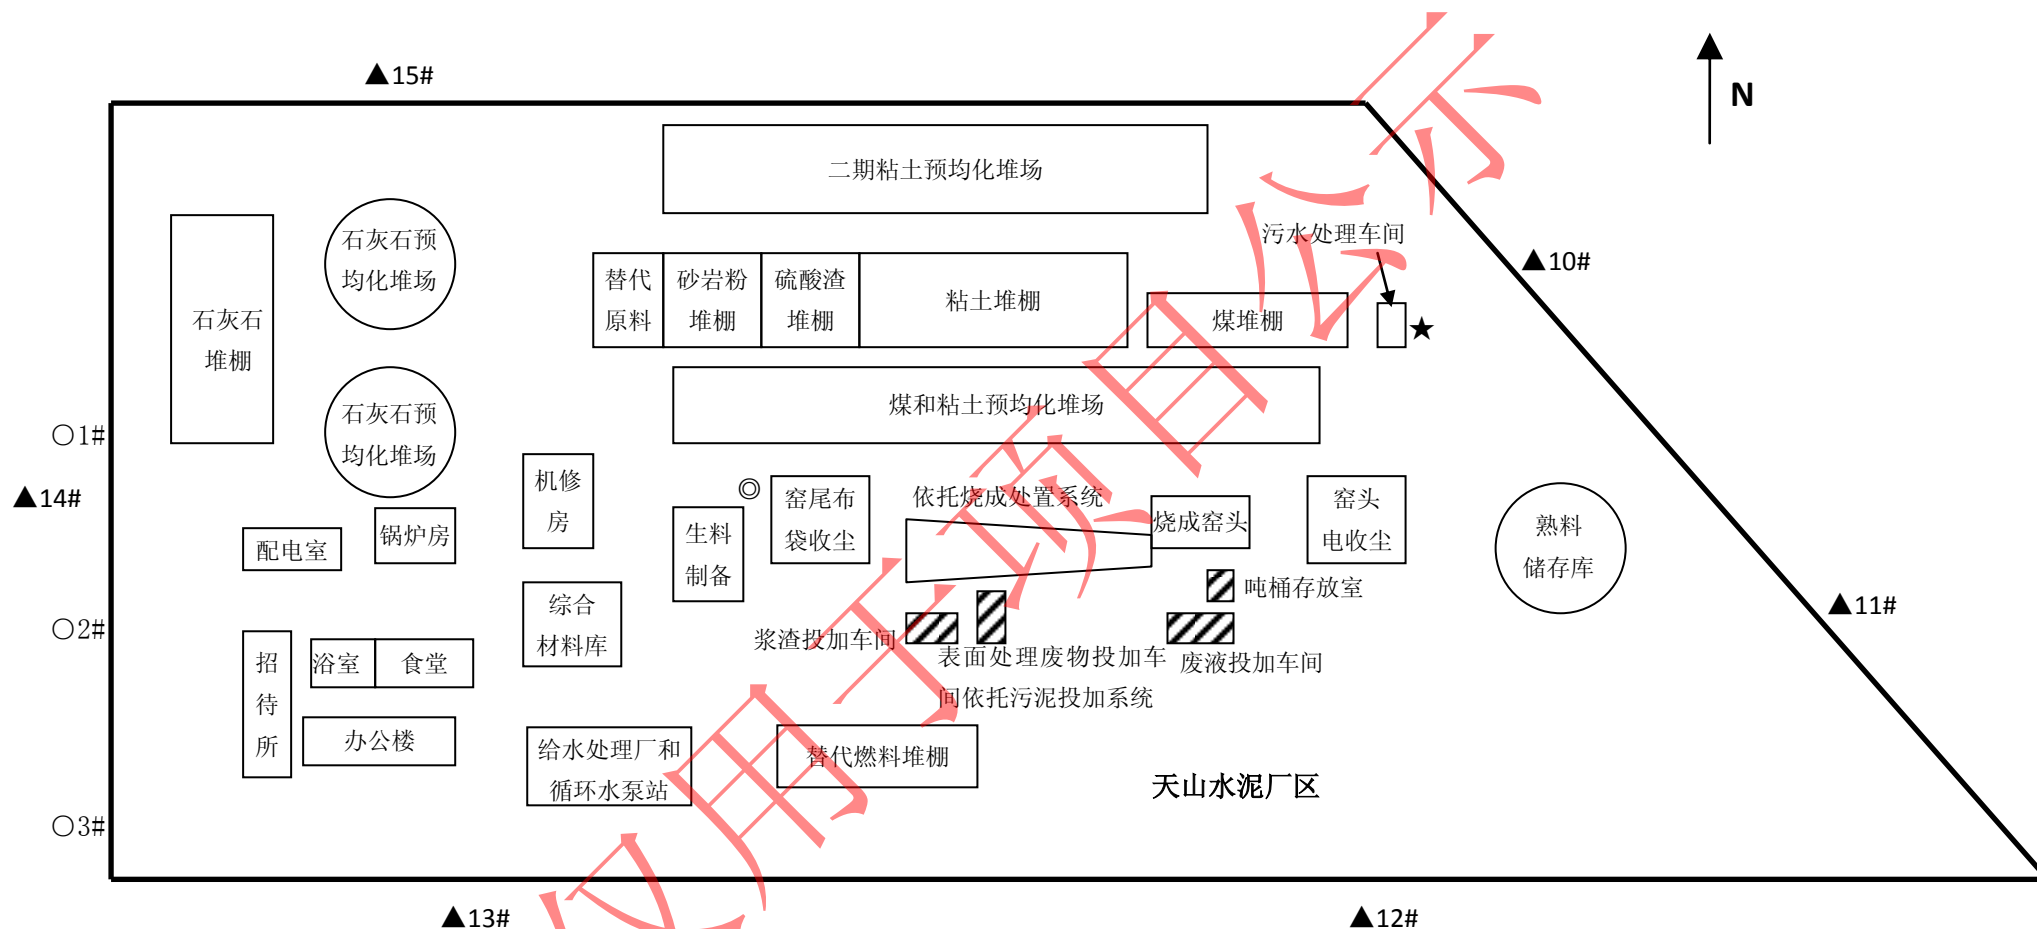 ▲15#
N
二期粘土预均化堆场
污水处理车间
石灰石预
均化堆场
▲10#
替代
原料
砂岩粉
堆棚
硫酸渣
堆棚
粘土堆棚
煤堆棚
★
石灰石
堆棚
石灰石预
均化堆场
煤和粘土预均化堆场
○1#
▲14#
机修
房
◎
窑尾布
袋收尘
依托烧成处置系统
烧成窑头
窑头
电收尘
熟料
储存库
配电室
锅炉房
生料
制备
吨桶存放室
▲11#
综合
材料库
○2#
浆渣投加车间
表面处理废物投加车
间依托污泥投加系统
废液投加车间
招
待
所
浴室
食堂
办公楼
给水处理厂和
循环水泵站
替代燃料堆棚
天山水泥厂区
○3#
▲13#
▲12#
仅用于项目公示